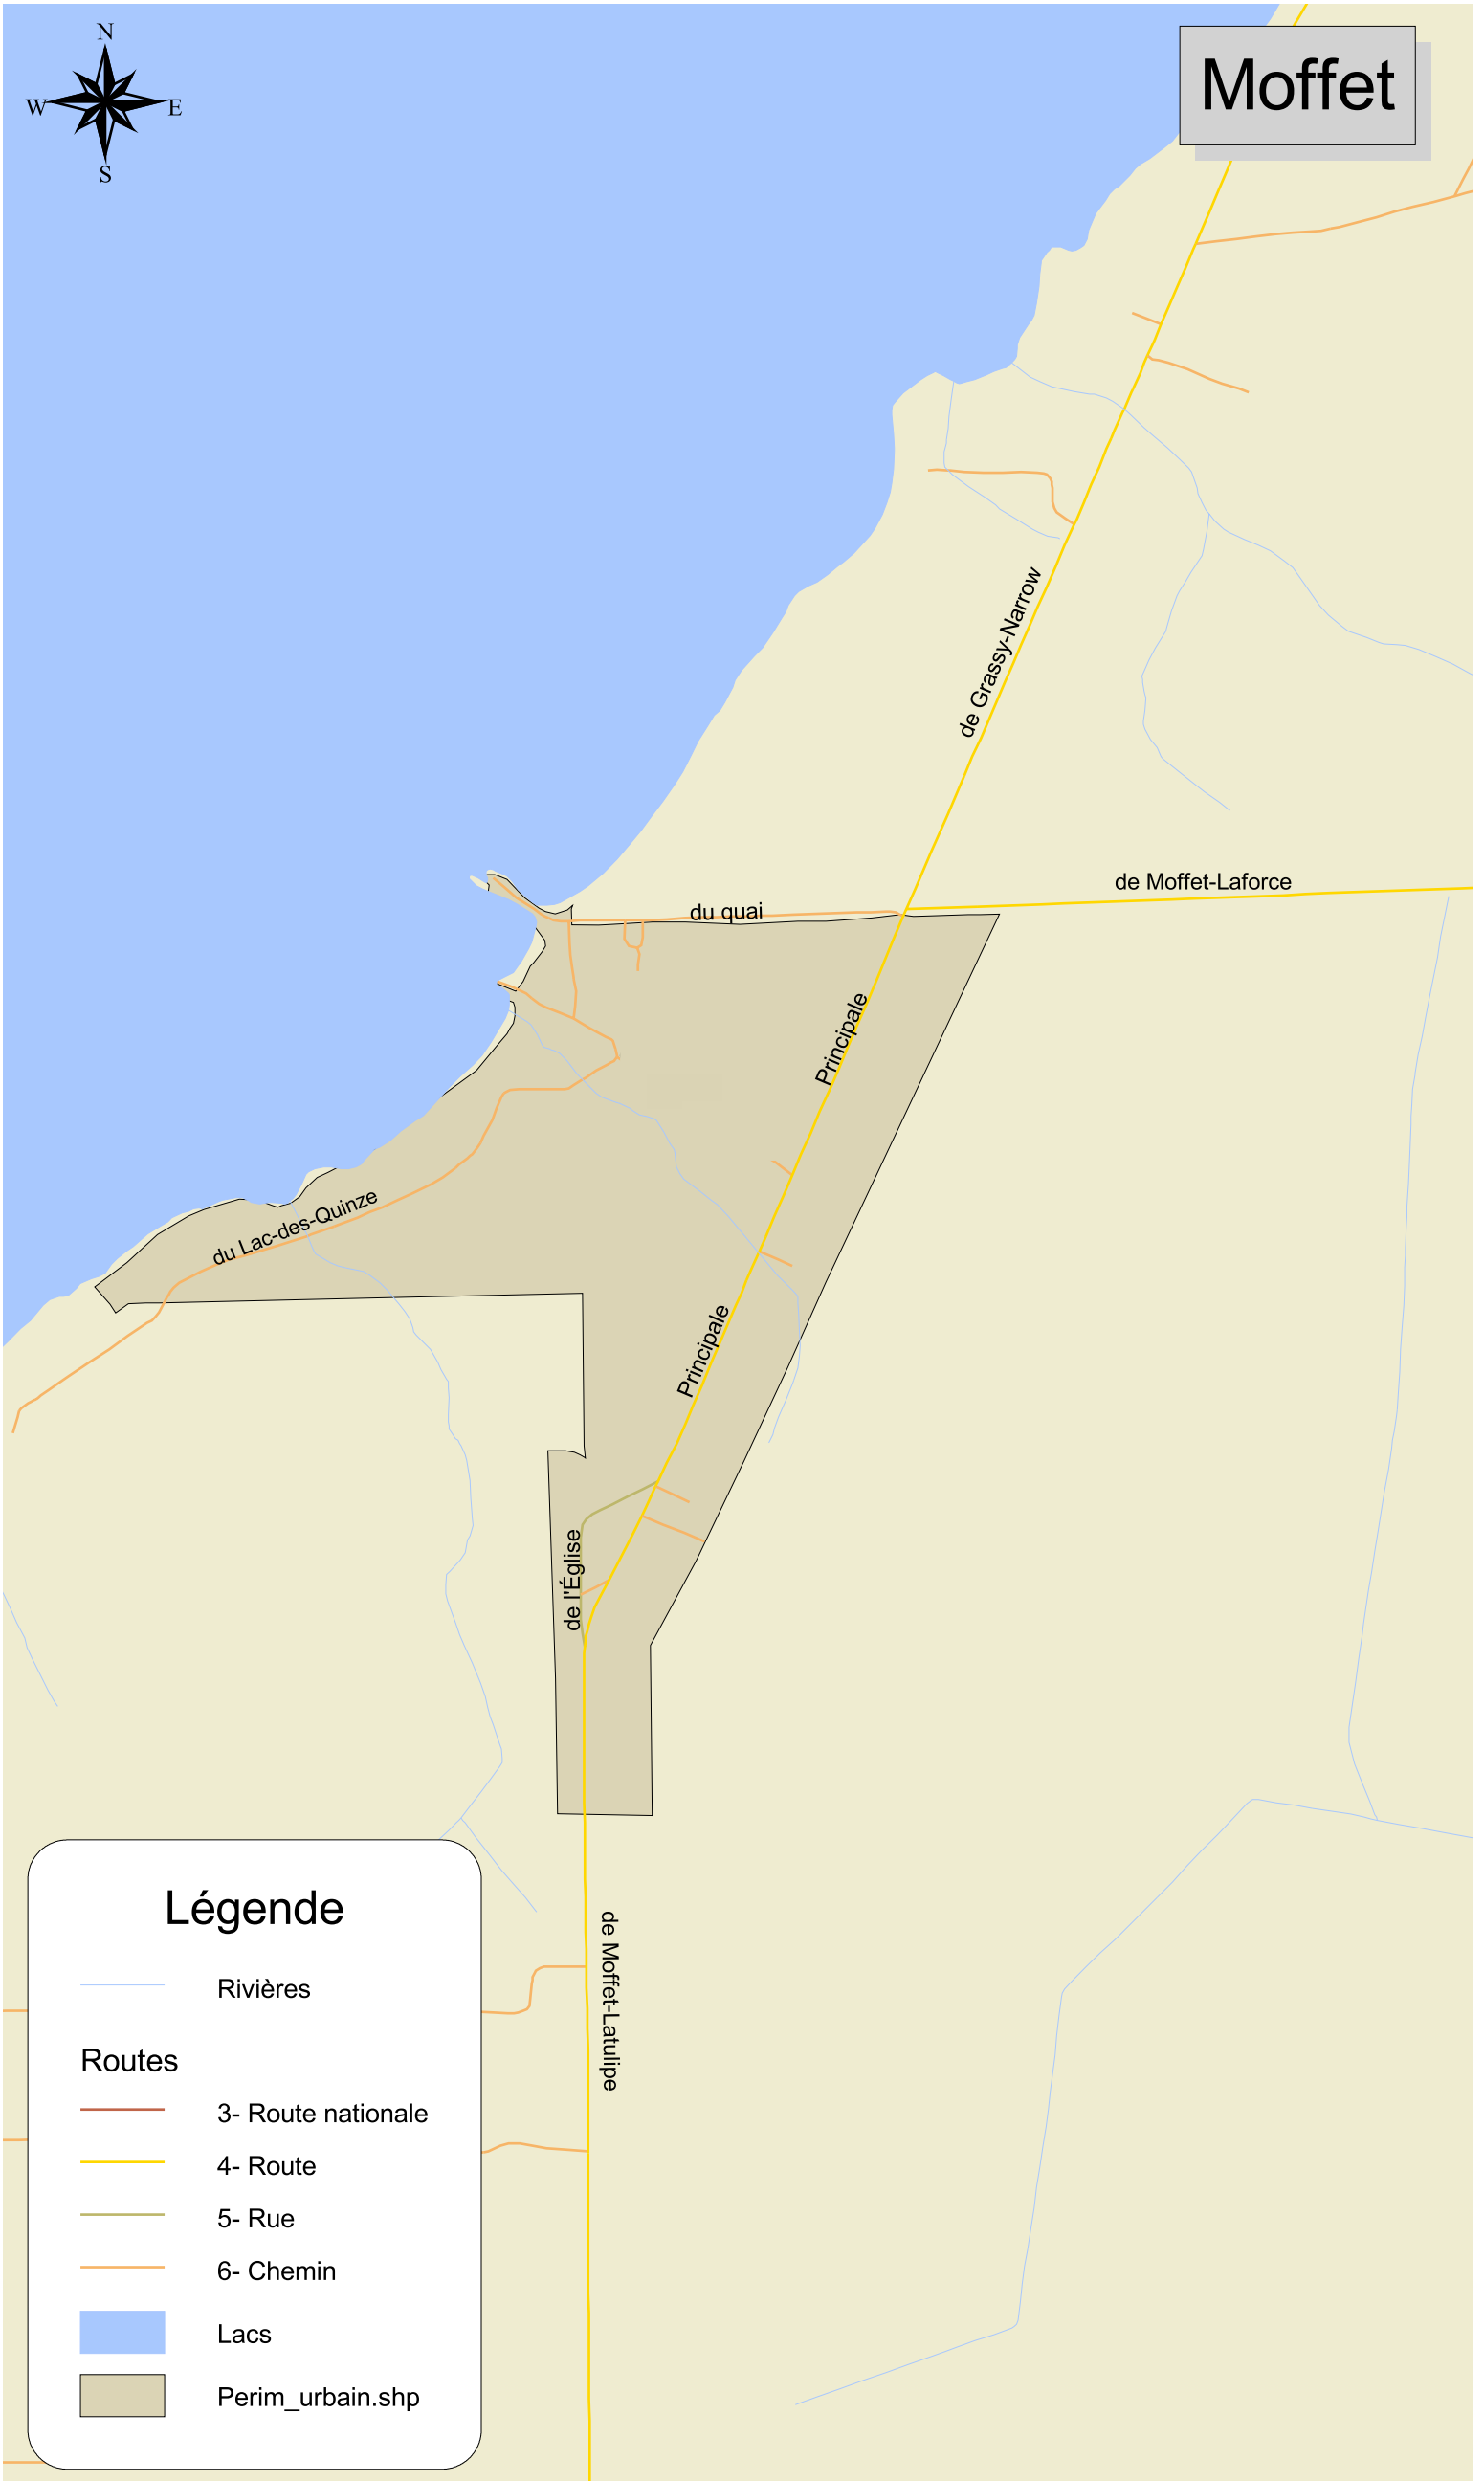 N
W
E
S
Moffet
de Grassy-Narrow
de Moffet-Laforce
du quai
Principale
du Lac-des-Quinze
Principale
de l'Église
de Moffet-Latulipe
Légende
Rivières
Routes
3- Route nationale
4- Route
5- Rue
6- Chemin
Lacs
Perim_urbain.shp